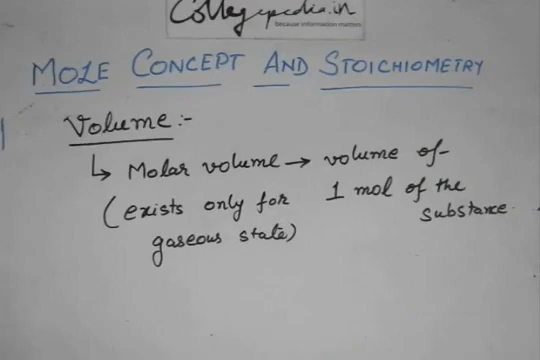 Collegepedia.in
because information matters
MOLE CONCEPT AND STOICHIOMETRY
Volume :-
↳ Molar volume → volume of
(exists only for 1 mol of the
gaseous state) substance.